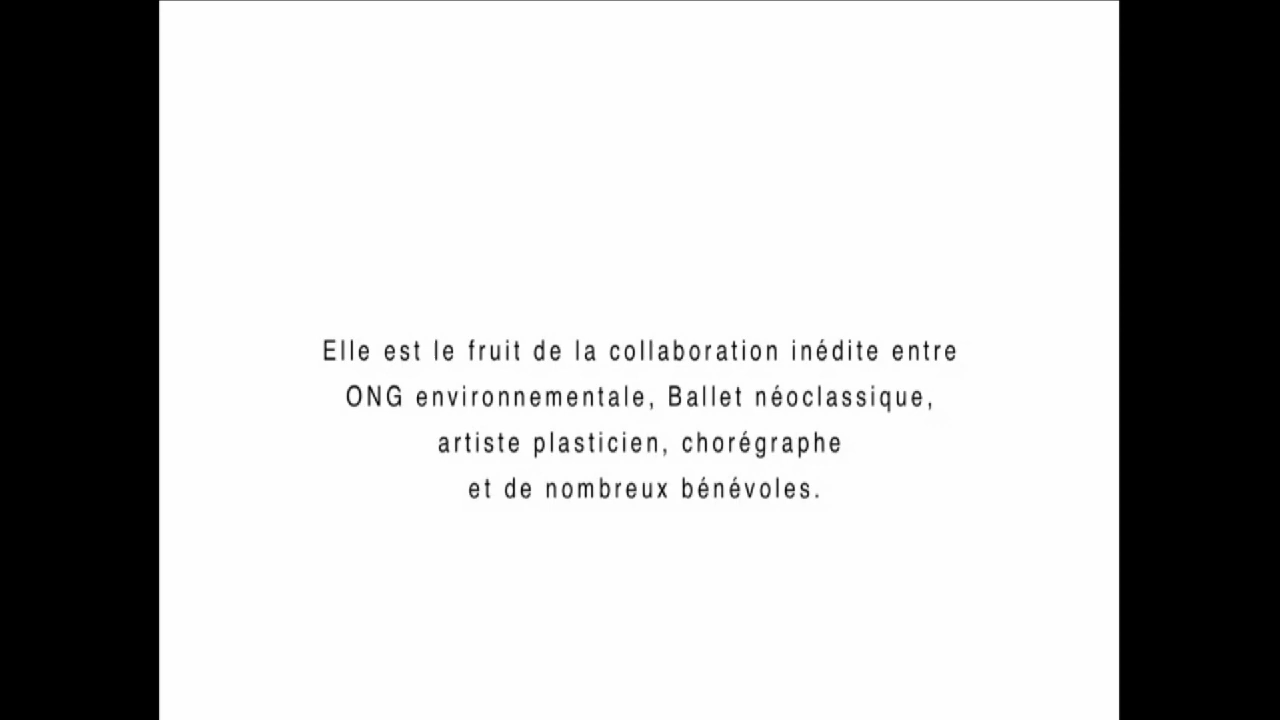 Elle est le fruit de la collaboration inédite entre
ONG environnementale, Ballet néoclassique,
artiste plasticien, chorégraphe
et de nombreux bénévoles.